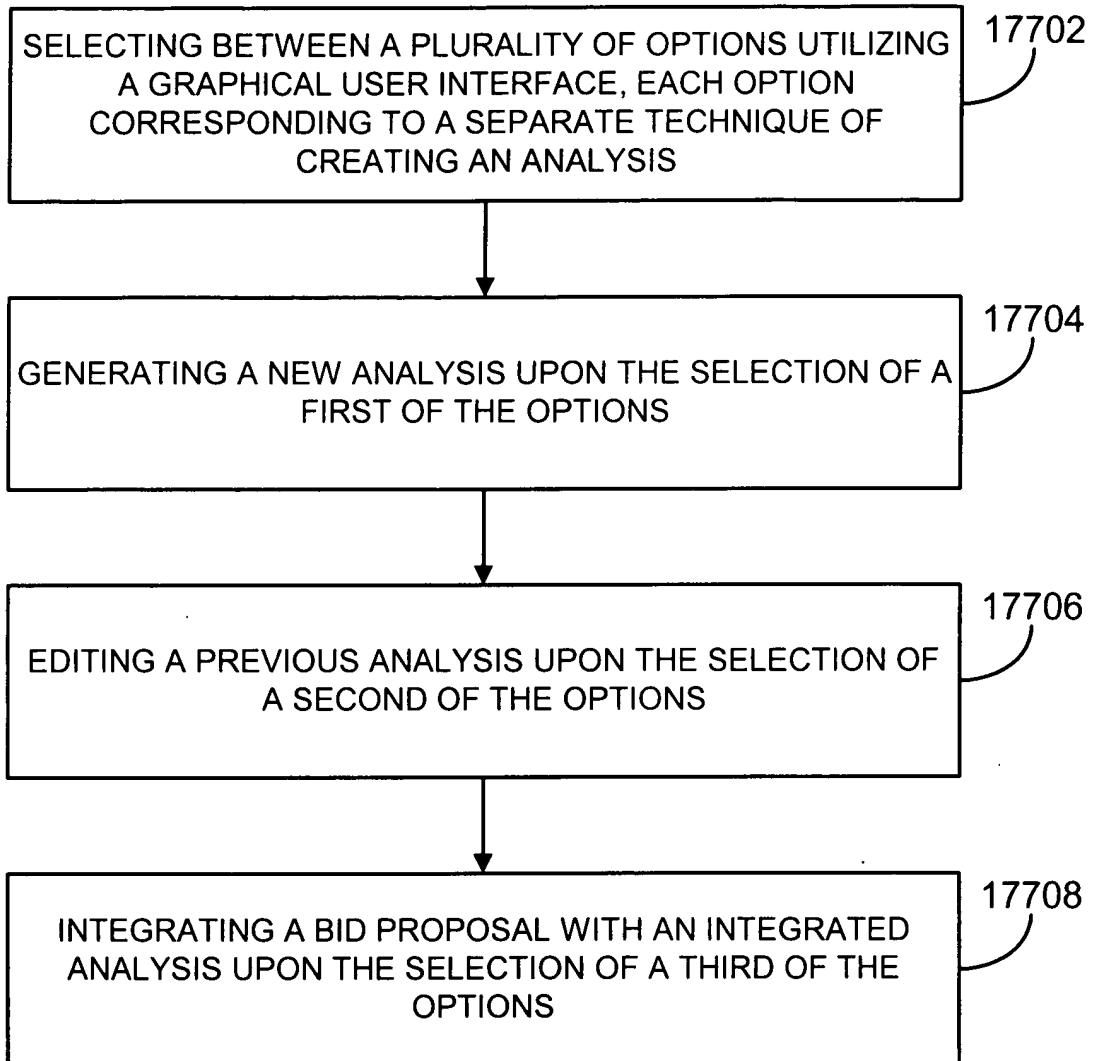 SELECTING BETWEEN A PLURALITY OF OPTIONS UTILIZING
A GRAPHICAL USER INTERFACE, EACH OPTION
CORRESPONDING TO A SEPARATE TECHNIQUE OF
CREATING AN ANALYSIS
17702
GENERATING A NEW ANALYSIS UPON THE SELECTION OF A
FIRST OF THE OPTIONS
17704
EDITING A PREVIOUS ANALYSIS UPON THE SELECTION OF
A SECOND OF THE OPTIONS
17706
INTEGRATING A BID PROPOSAL WITH AN INTEGRATED
ANALYSIS UPON THE SELECTION OF A THIRD OF THE
OPTIONS
17708